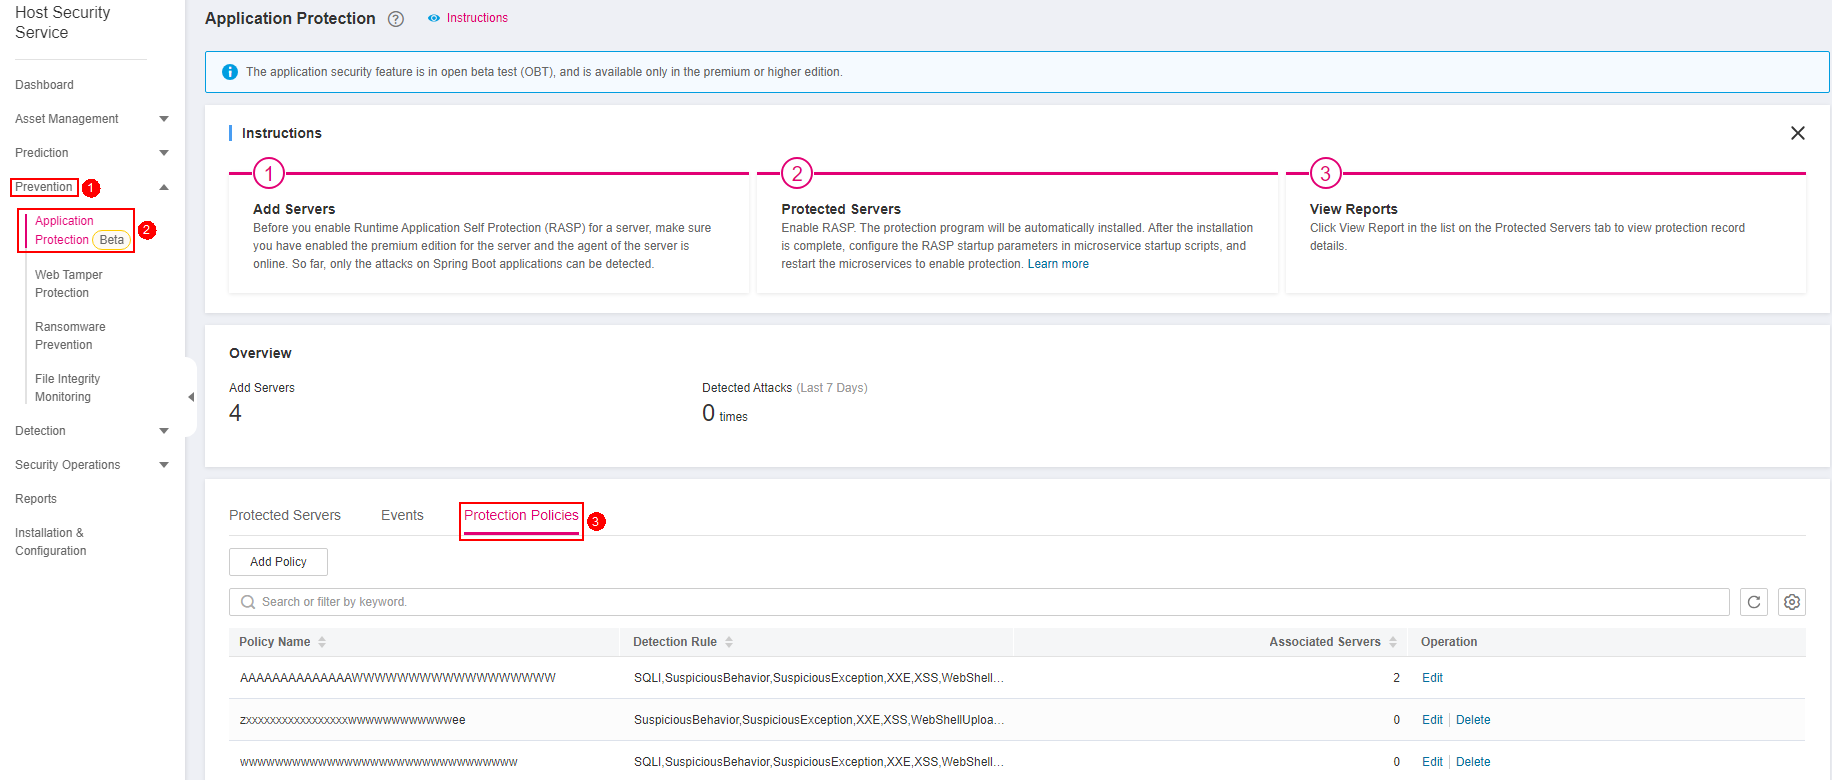 Host Security
Service
Dashboard
Asset Management
Prediction
Prevention 1
Application
Protection Beta 2
Web Tamper
Protection
Ransomware
Prevention
File Integrity
Monitoring
Detection
Security Operations
Reports
Installation &
Configuration
Application Protection ? Instructions
The application security feature is in open beta test (OBT), and is available only in the premium or higher edition.
Instructions
1
Add Servers
Before you enable Runtime Application Self Protection (RASP) for a server, make sure
you have enabled the premium edition for the server and the agent of the server is
online. So far, only the attacks on Spring Boot applications can be detected.
2
Protected Servers
Enable RASP. The protection program will be automatically installed. After the installation
is complete, configure the RASP startup parameters in microservice startup scripts, and
restart the microservices to enable protection. Learn more
3
View Reports
Click View Report in the list on the Protected Servers tab to view protection record
details.
Overview
Add Servers
4
Detected Attacks (Last 7 Days)
0 times
Protected Servers Events Protection Policies 3
Add Policy
Search or filter by keyword.
Policy Name Detection Rule Associated Servers Operation
SQLI,SuspiciousBehavior,SuspiciousException,XXE,XSS,WebShell... 2 Edit
SuspiciousBehavior,SuspiciousException,XXE,XSS,WebShellUploa... 0 Edit Delete
SQLI,SuspiciousBehavior,SuspiciousException,XXE,XSS,WebShell... 0 Edit Delete